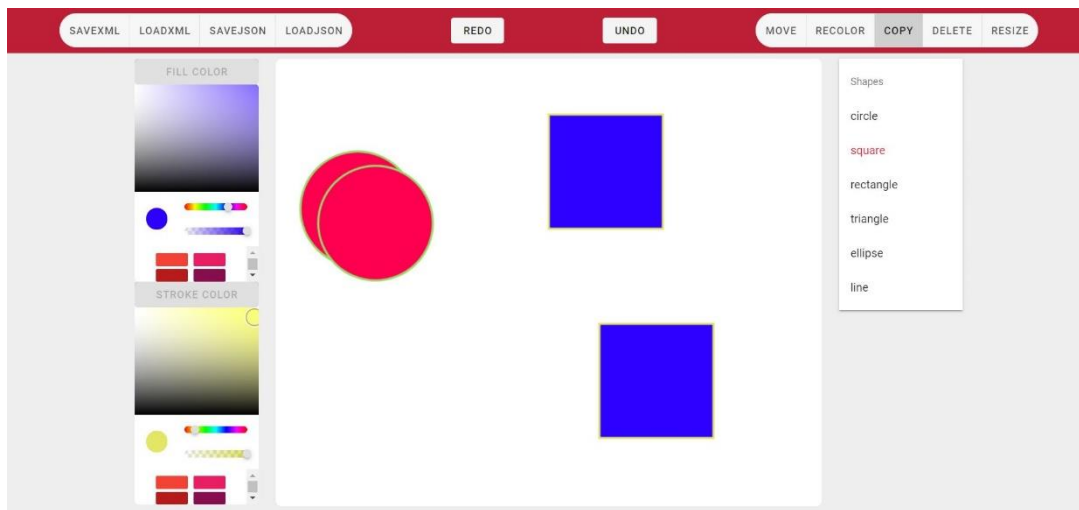 SAVEXML LOADXML SAVEJSON LOADJSON REDO UNDO MOVE RECOLOR COPY DELETE RESIZE
FILL COLOR
STROKE COLOR
Shapes
circle
square
rectangle
triangle
ellipse
line